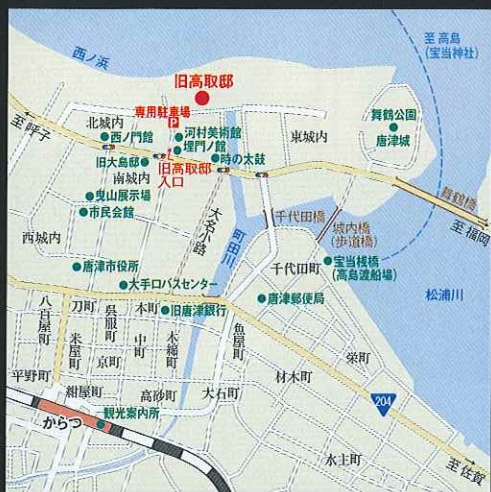 西ノ浜
至高島
(宝当神社)
旧高取邸
専用駐車場
P
舞鶴公園
唐津城
至呼子
北城内
西ノ門館
河村美術館
埋門ノ館
時の太鼓
東城内
旧大島邸
旧高取邸
入口
南城内
曳山展示場
市民会館
大名小路
町田川
千代田橋
城内橋
(歩道橋)
舞鶴橋
至福岡
西城内
唐津市役所
千代田町
宝当桟橋
(高島渡船場)
松浦川
大手口バスセンター
唐津郵便局
八百屋町
刀町
呉服町
本町
旧唐津銀行
中町
木綿町
魚屋町
米屋町
京町
栄町
材木町
平野町
紺屋町
高砂町
大石町
204
観光案内所
からつ
水主町
至佐賀